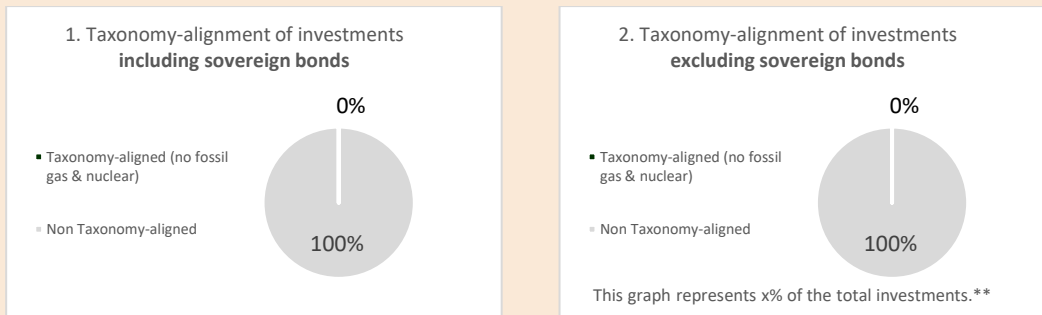 1. Taxonomy-alignment of investments
including sovereign bonds
0%
Taxonomy-aligned (no fossil
gas & nuclear)
Non Taxonomy-aligned
100%
2. Taxonomy-alignment of investments
excluding sovereign bonds
0%
Taxonomy-aligned (no fossil
gas & nuclear)
Non Taxonomy-aligned
100%
This graph represents x% of the total investments.**